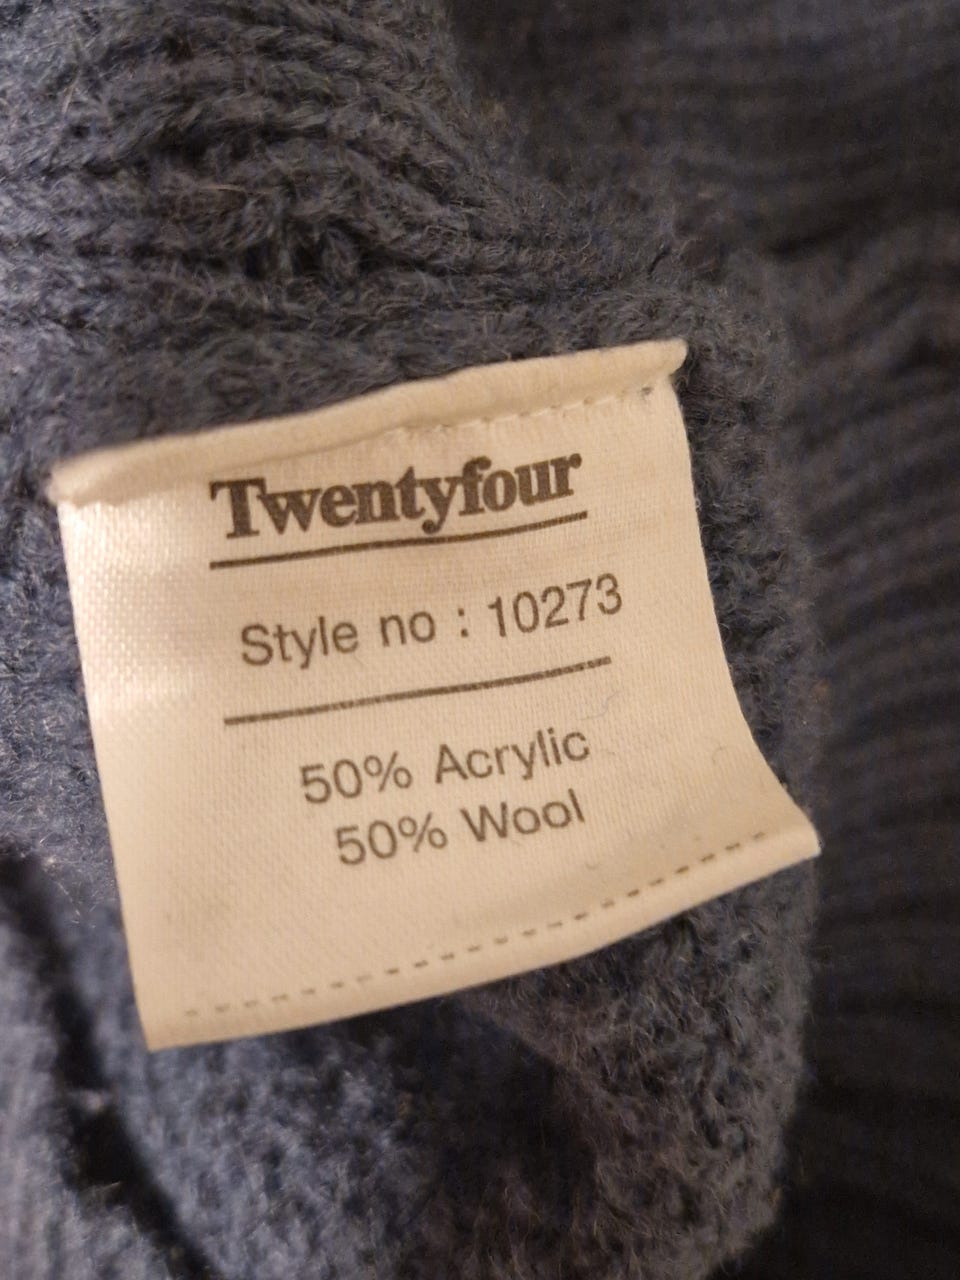 Twentyfour
Style no : 10273
50% Acrylic
50% Wool